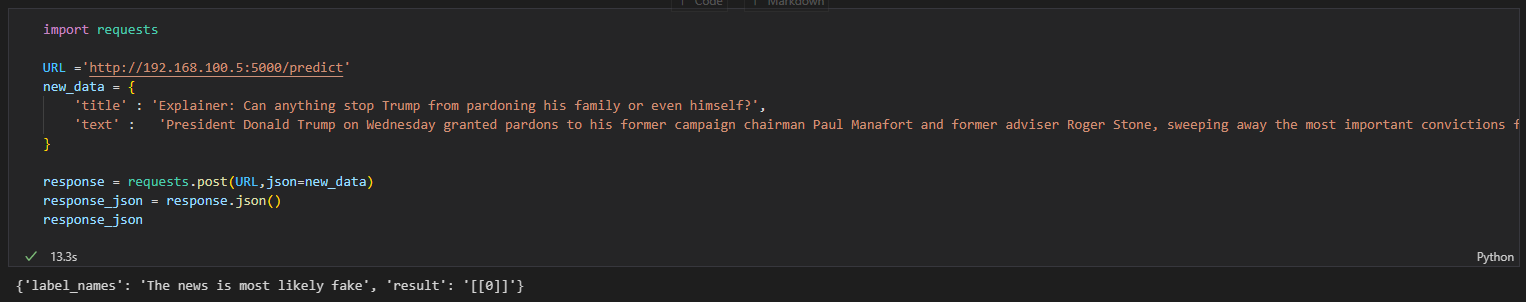 Code Markdown
import requests
URL ='http://192.168.100.5:5000/predict'
new_data = {
'title' : 'Explainer: Can anything stop Trump from pardoning his family or even himself?',
'text' : 'President Donald Trump on Wednesday granted pardons to his former campaign chairman Paul Manafort and former adviser Roger Stone, sweeping away the most important convictions f
}
response = requests.post(URL,json=new_data)
response_json = response.json()
response_json
13.3s
Python
{'label_names': 'The news is most likely fake', 'result': '[[0]]'}